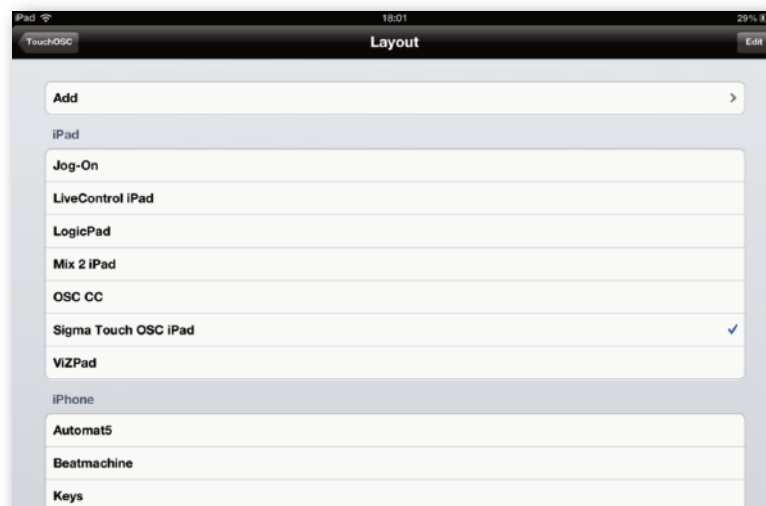 iPad
18:01
29%
TouchOSC
Layout
Edit
Add
iPad
Jog-On
LiveControl iPad
LogicPad
Mix 2 iPad
OSC CC
Sigma Touch OSC iPad
ViZPad
iPhone
Automat5
Beatmachine
Keys